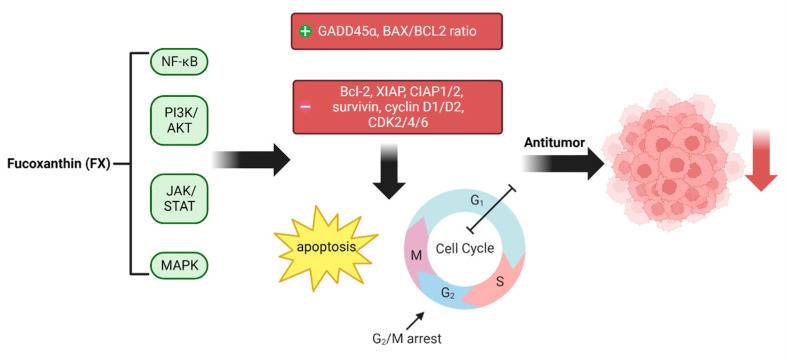 Fucoxanthin (FX)
NF-κB
PI3K/
AKT
JAK/
STAT
MAPK
GADD45α, BAX/BCL2 ratio
Bcl-2, XIAP, CIAP1/2,
survivin, cyclin D1/D2,
CDK2/4/6
apoptosis
Cell Cycle
G₁
S
G₂
M
G₂/M arrest
Antitumor